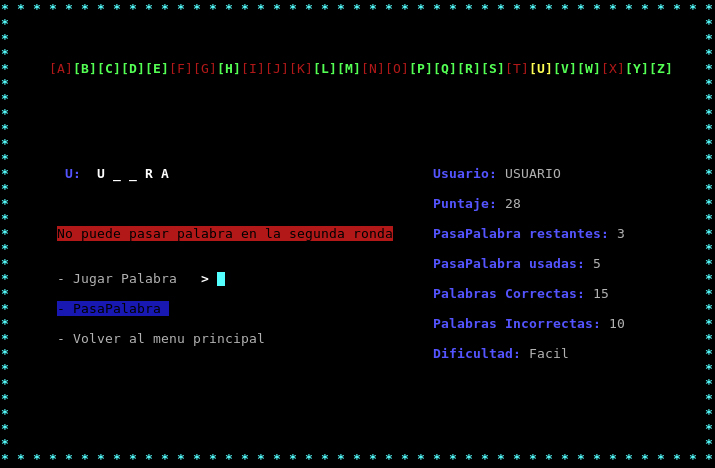 [A][B][C][D][E][F][G][H][I][J][K][L][M][N][O][P][Q][R][S][T][U][V][W][X][Y][Z]
U: U _ _ R A
No puede pasar palabra en la segunda ronda
- Jugar Palabra >
- PasaPalabra
- Volver al menu principal
Usuario: USUARIO
Puntaje: 28
PasaPalabra restantes: 3
PasaPalabra usadas: 5
Palabras Correctas: 15
Palabras Incorrectas: 10
Dificultad: Facil